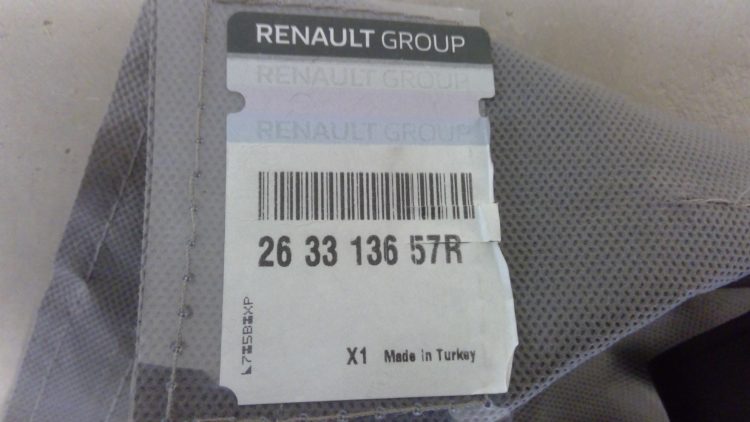 RENAULT GROUP
RENAULT GROUP
RENAULT GROUP
26 33 136 57R
X1 Made in Turkey